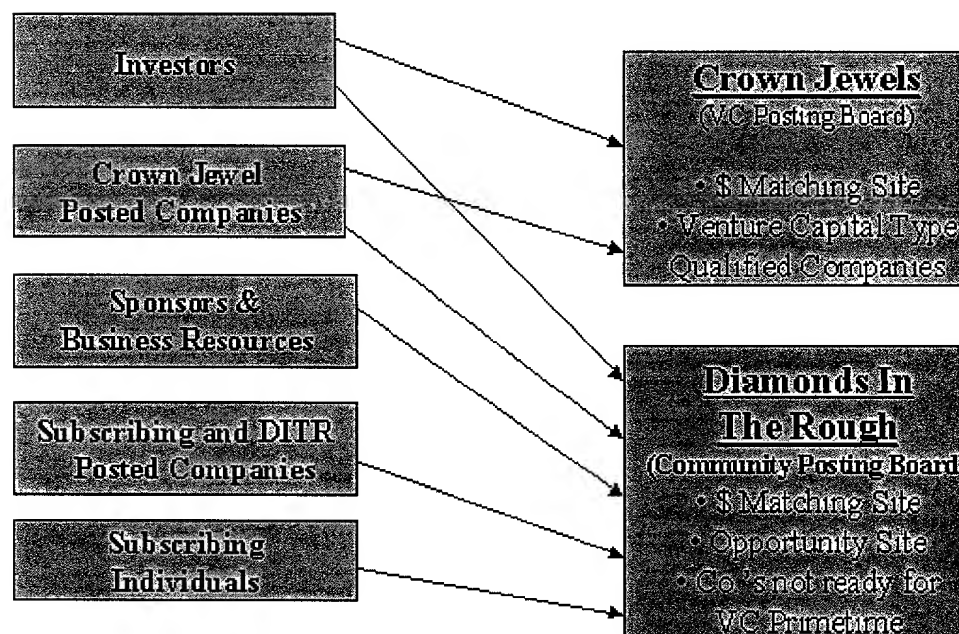 Investors
Crown Jewel
Posted Companies
Sponsors &
Business Resources
Subscribing and DITR
Posted Companies
Subscribing
Individuals
Crown Jewels
(VC Posting Board)
• $ Matching Site
• Venture Capital Type
Qualified Companies
Diamonds In
The Rough
(Community Posting Board
• $ Matching Site
• Opportunity Site
• Co.'s not ready for
VC Primetime